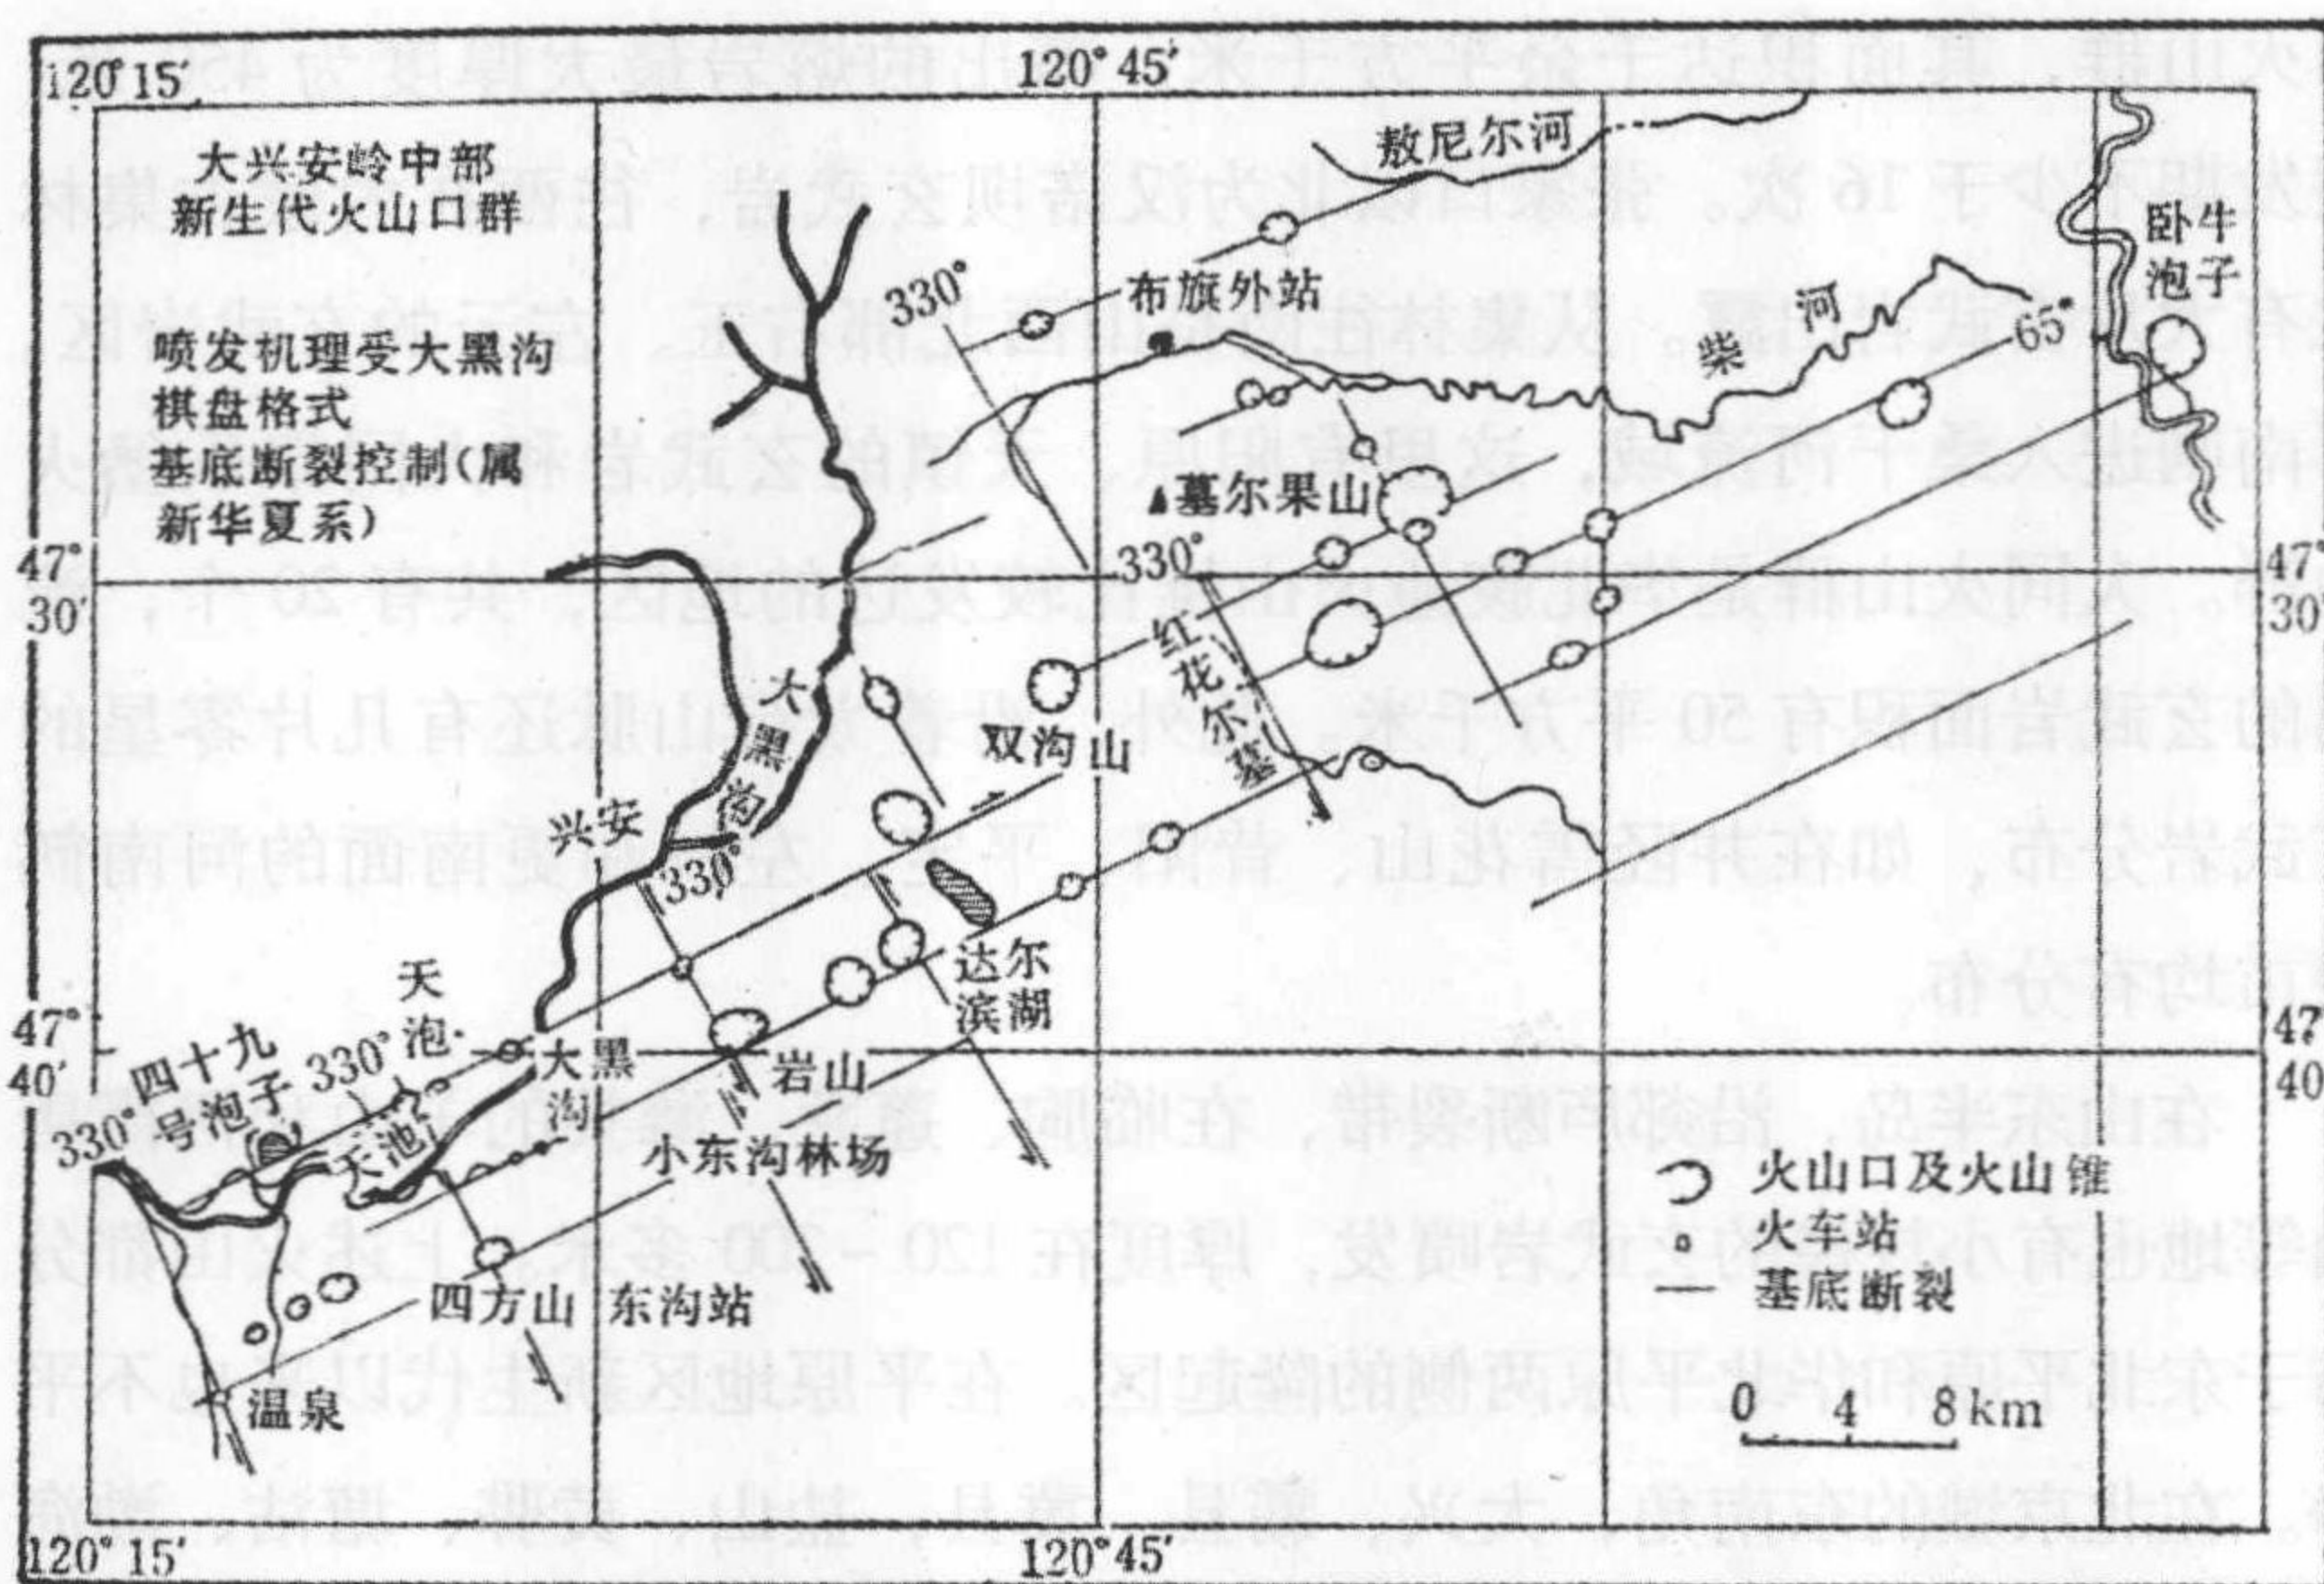 120°15′
120°45′
大兴安岭中部
新生代火山口群
喷发机理受大黑沟
棋盘格式
基底断裂控制(属
新华夏系)
敖尼尔河
卧牛
泡子
330°
布旗外站
柴河
65°
▲墓尔果山
47°
30′
330°
47°
30′
红花尔墓
大黑沟
双沟山
兴安
330°
达尔
滨湖
天泡
47°
40′
四十九
号泡子
330°
330°
天池
大黑
沟
岩山
47
40
小东沟林场
四方山
东沟站
温泉
火山口及火山锥
火车站
基底断裂
0 4 8km
120°15′
120°45′